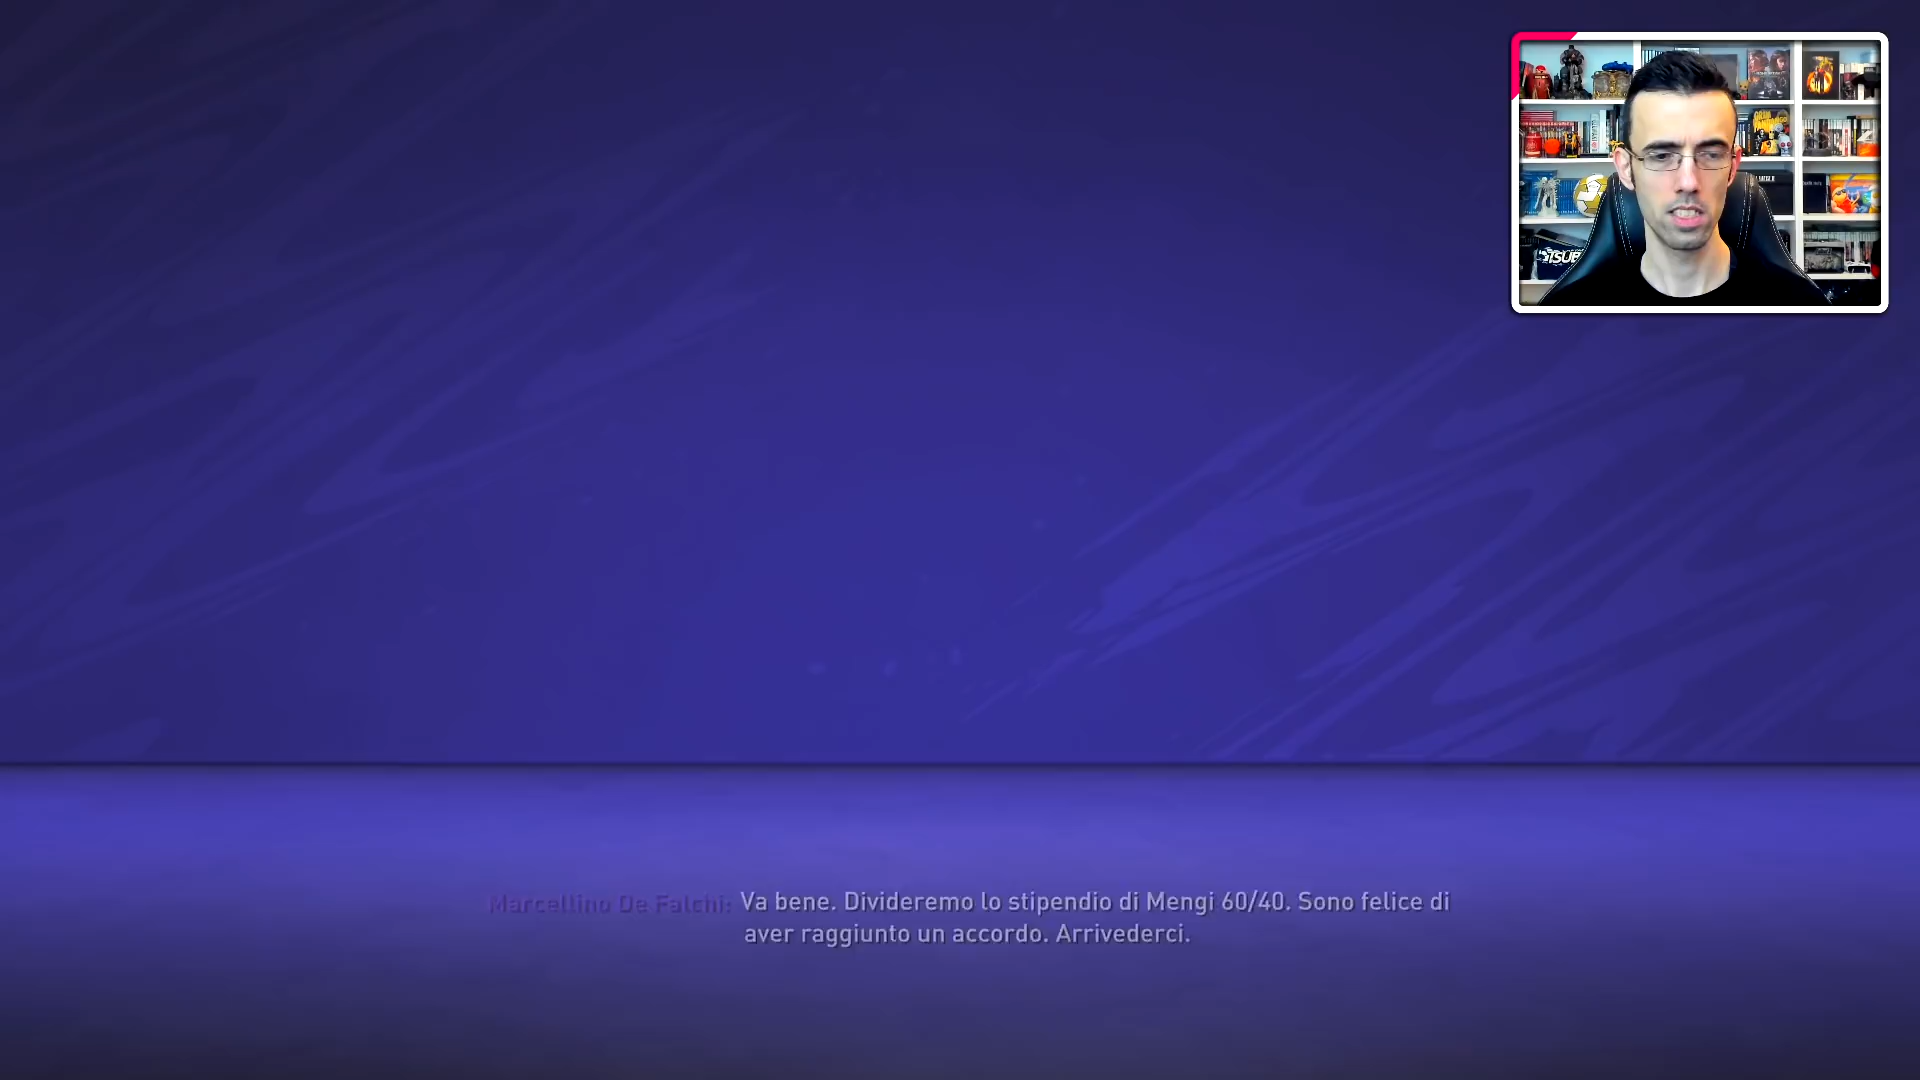 Marcellino De Falchi: Va bene. Divideremo lo stipendio di Mengi 60/40. Sono felice di
aver raggiunto un accordo. Arrivederci.